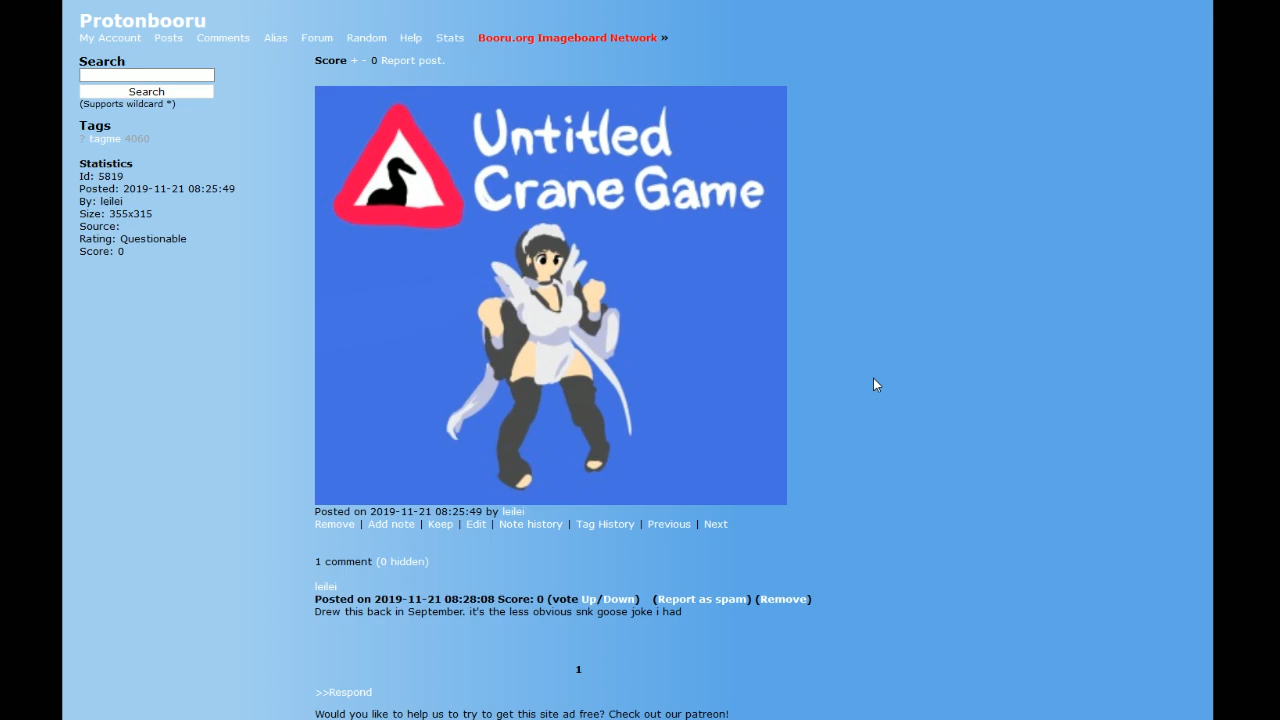 Protonbooru
My Account Posts Comments Alias Forum Random Help Stats Booru.org Imageboard Network »
Search
Search
(Supports wildcard *)
Tags
? tagme 4060
Statistics
Id: 5819
Posted: 2019-11-21 08:25:49
By: leilei
Size: 355x315
Source:
Rating: Questionable
Score: 0
Score + - 0 Report post.
Untitled
Crane Game
Posted on 2019-11-21 08:25:49 by leilei
Remove | Add note | Keep | Edit | Note history | Tag History | Previous | Next
1 comment (0 hidden)
leilei
Posted on 2019-11-21 08:28:08 Score: 0 (vote Up/Down) (Report as spam) (Remove)
Drew this back in September. it's the less obvious snk goose joke i had
1
>>Respond
Would you like to help us to try to get this site ad free? Check out our patreon!